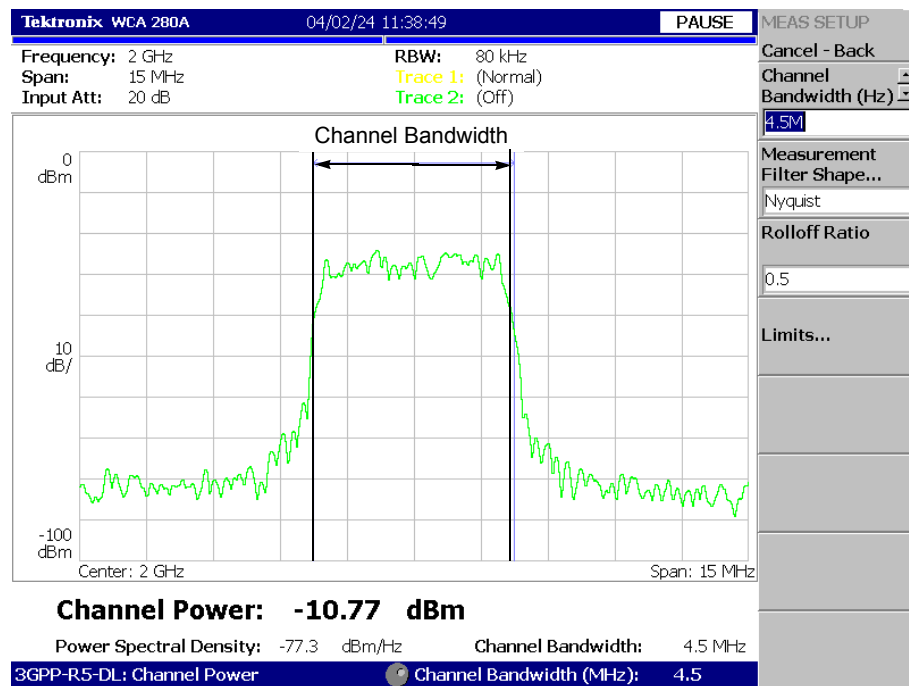 Tektronix WCA 280A 04/02/24 11:38:49 PAUSE
Frequency: 2 GHz RBW: 80 kHz
Span: 15 MHz Trace 1: (Normal)
Input Att: 20 dB Trace 2: (Off)
Channel Bandwidth
0
dBm
10
dB/
-100
dBm
Center: 2 GHz Span: 15 MHz
Channel Power: -10.77 dBm
Power Spectral Density: -77.3 dBm/Hz Channel Bandwidth: 4.5 MHz
3GPP-R5-DL: Channel Power Channel Bandwidth (MHz): 4.5
MEAS SETUP
Cancel - Back
Channel
Bandwidth (Hz)
4.5M
Measurement
Filter Shape...
Nyquist
Rolloff Ratio
0.5
Limits...